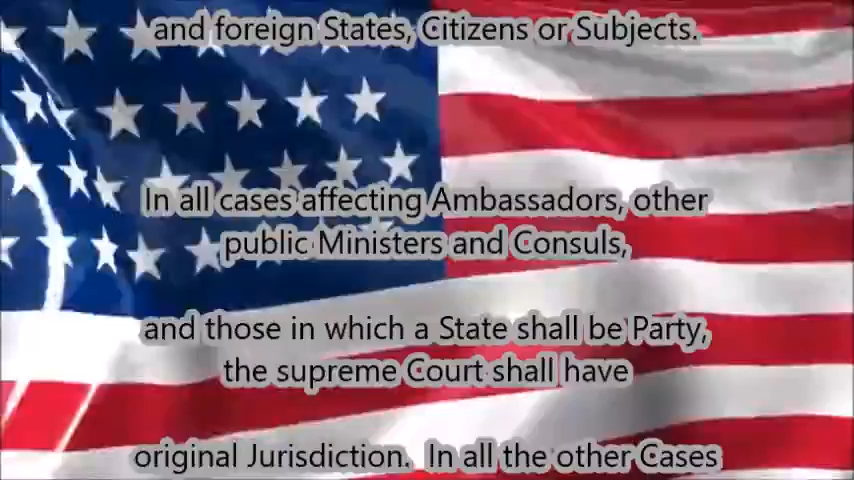 and foreign States, Citizens or Subjects.
In all cases affecting Ambassadors, other
public Ministers and Consuls,
and those in which a State shall be Party,
the supreme Court shall have
original Jurisdiction.  In all the other Cases